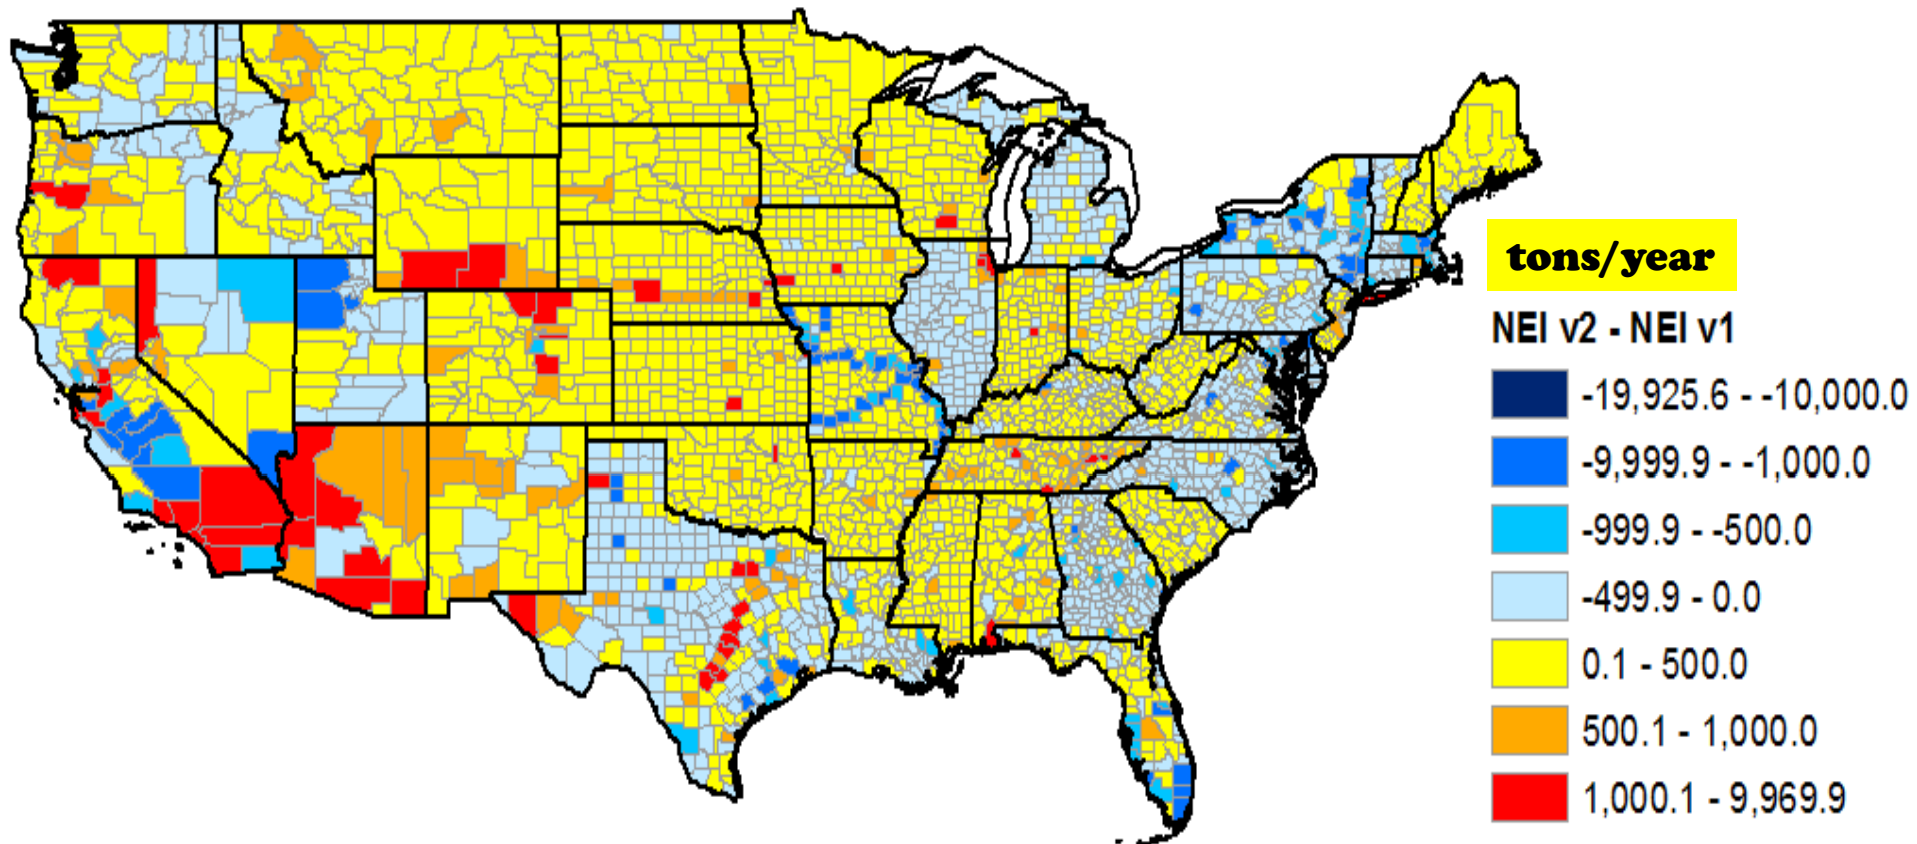 tons/year
NEI v2 - NEI v1
-19,925.6 - -10,000.0
-9,999.9 - -1,000.0
-999.9 - -500.0
-499.9 - 0.0
0.1 - 500.0
500.1 - 1,000.0
1,000.1 - 9,969.9